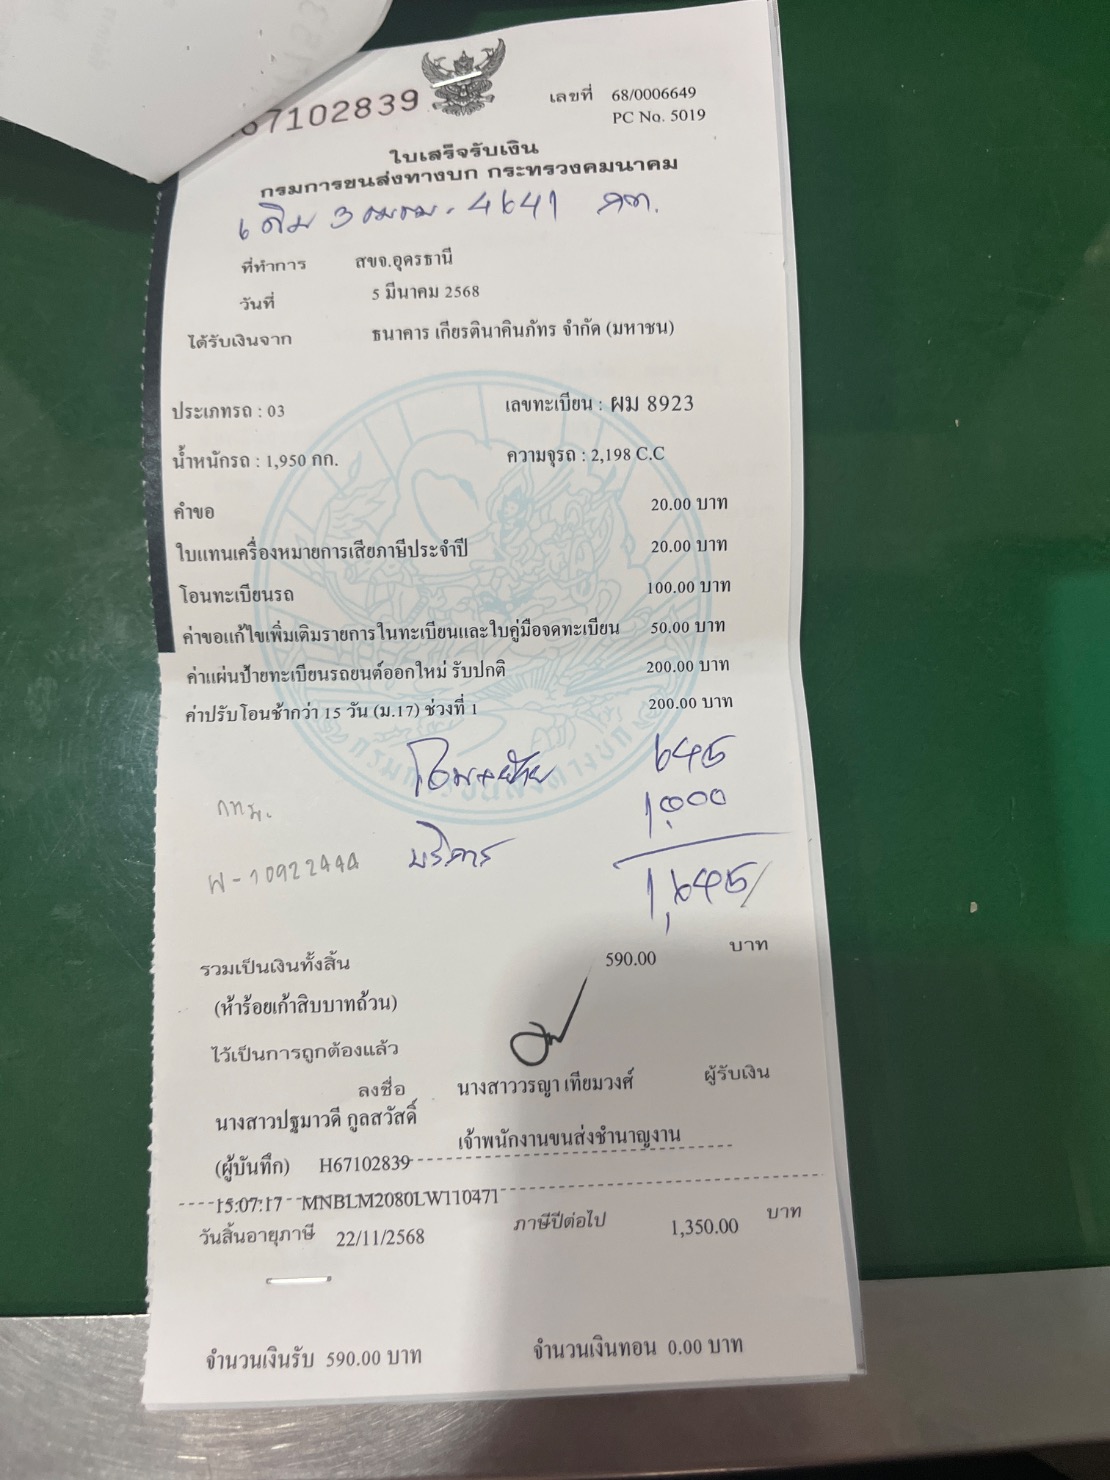 67102839
เลขที่ 68/0006649
PC No. 5019
ใบเสร็จรับเงิน
กรมการขนส่งทางบก กระทรวงคมนาคม
เดิม 3 ฒฒ. 4641 กท.
ที่ทำการ สขจ.อุดรธานี
วันที่ 5 มีนาคม 2568
ได้รับเงินจาก ธนาคาร เกียรตินาคินภัทร จำกัด (มหาชน)
ประเภทรถ : 03 เลขทะเบียน : ผม 8923
น้ำหนักรถ : 1,950 กก. ความจุรถ : 2,198 C.C
คำขอ 20.00 บาท
ใบแทนเครื่องหมายการเสียภาษีประจำปี 20.00 บาท
โอนทะเบียนรถ 100.00 บาท
ค่าขอแก้ไขเพิ่มเติมรายการในทะเบียนและใบคู่มือจดทะเบียน 50.00 บาท
ค่าแผ่นป้ายทะเบียนรถยนต์ออกใหม่ รับปกติ 200.00 บาท
ค่าปรับโอนช้ากว่า 15 วัน (ม.17) ช่วงที่ 1 200.00 บาท
โอน+ย้าย 645
กทม. 1,000
บริการ
พ-10922444 1,645/
รวมเป็นเงินทั้งสิ้น 590.00 บาท
(ห้าร้อยเก้าสิบบาทถ้วน)
ไว้เป็นการถูกต้องแล้ว
ลงชื่อ นางสาววรญา เทียมวงศ์ ผู้รับเงิน
นางสาวปฐมาวดี กูลสวัสดิ์
เจ้าพนักงานขนส่งชำนาญงาน
(ผู้บันทึก) H67102839
15:07:17 MNBLM2080LW110471
วันสิ้นอายุภาษี 22/11/2568 ภาษีปีต่อไป 1,350.00 บาท
จำนวนเงินรับ 590.00 บาท จำนวนเงินทอน 0.00 บาท